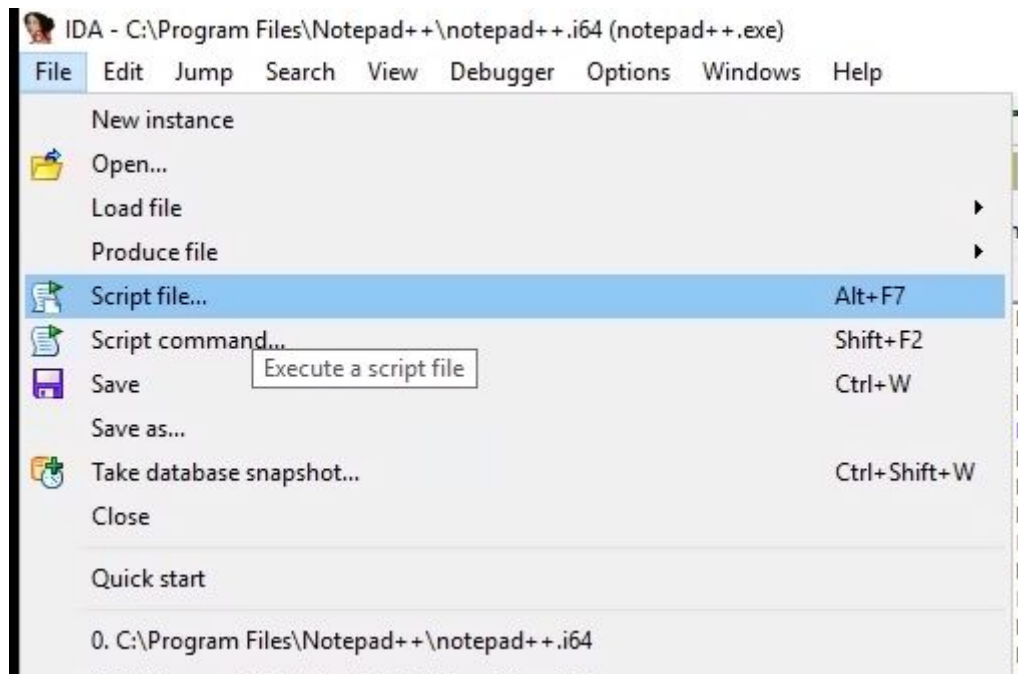 IDA - C:\Program Files\Notepad++\notepad++.i64 (notepad++.exe)
File Edit Jump Search View Debugger Options Windows Help
New instance
Open...
Load file
Produce file
Script file... Alt+F7
Script command... Shift+F2
Execute a script file
Save Ctrl+W
Save as...
Take database snapshot... Ctrl+Shift+W
Close
Quick start
0. C:\Program Files\Notepad++\notepad++.i64